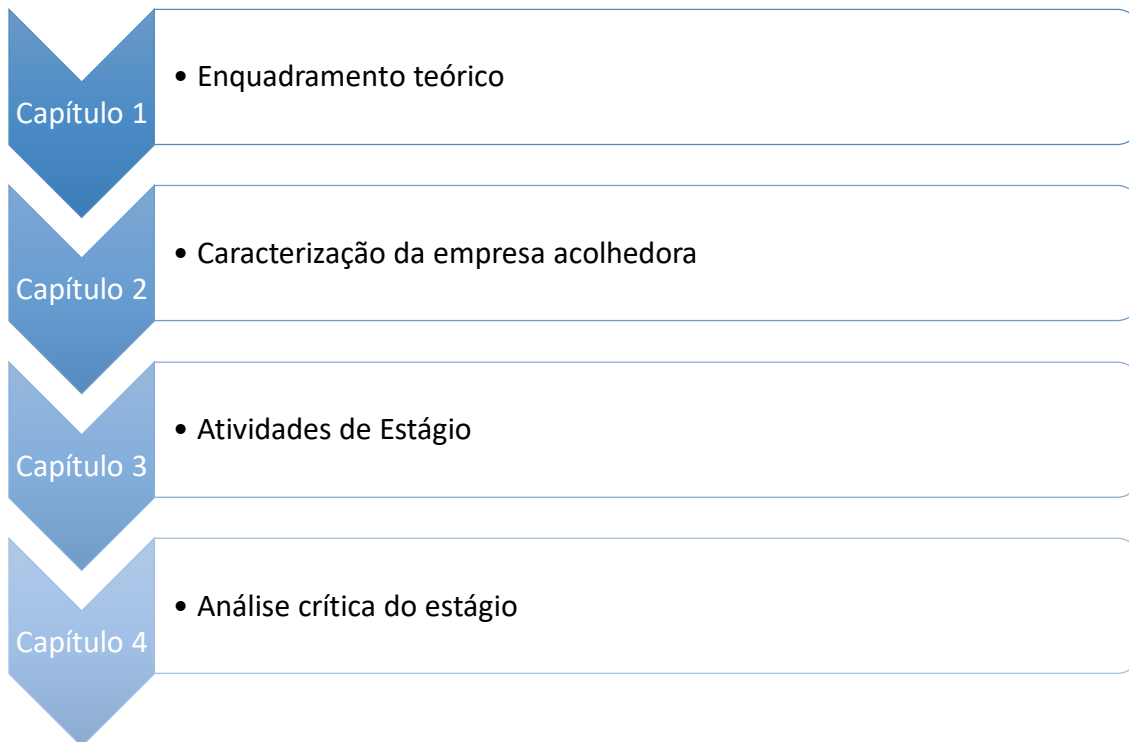 Capítulo 1
• Enquadramento teórico
Capítulo 2
• Caracterização da empresa acolhedora
Capítulo 3
• Atividades de Estágio
Capítulo 4
• Análise crítica do estágio